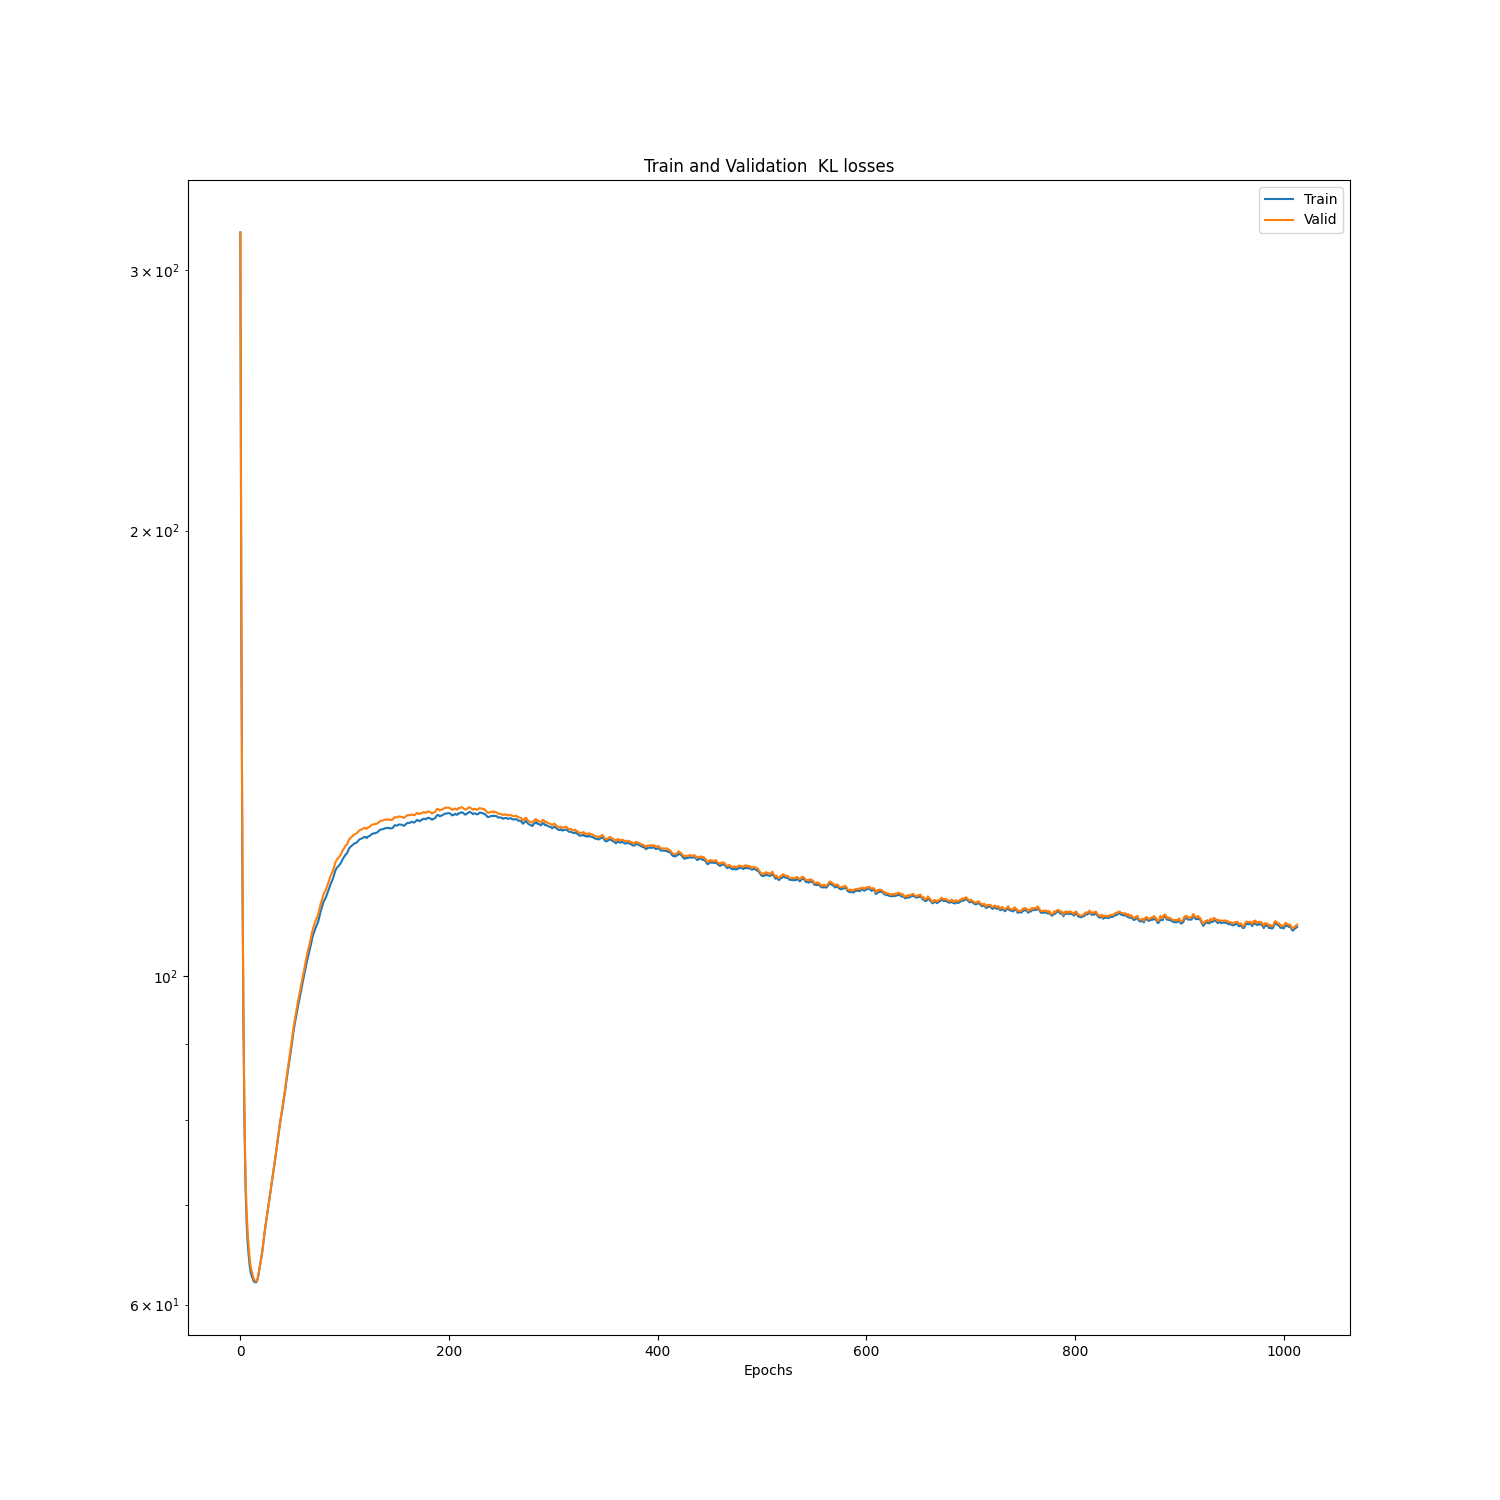 Train and Validation  KL losses
Train
Valid
3 × 10²
2 × 10²
10²
6 × 10¹
0 200 400 600 800 1000
Epochs